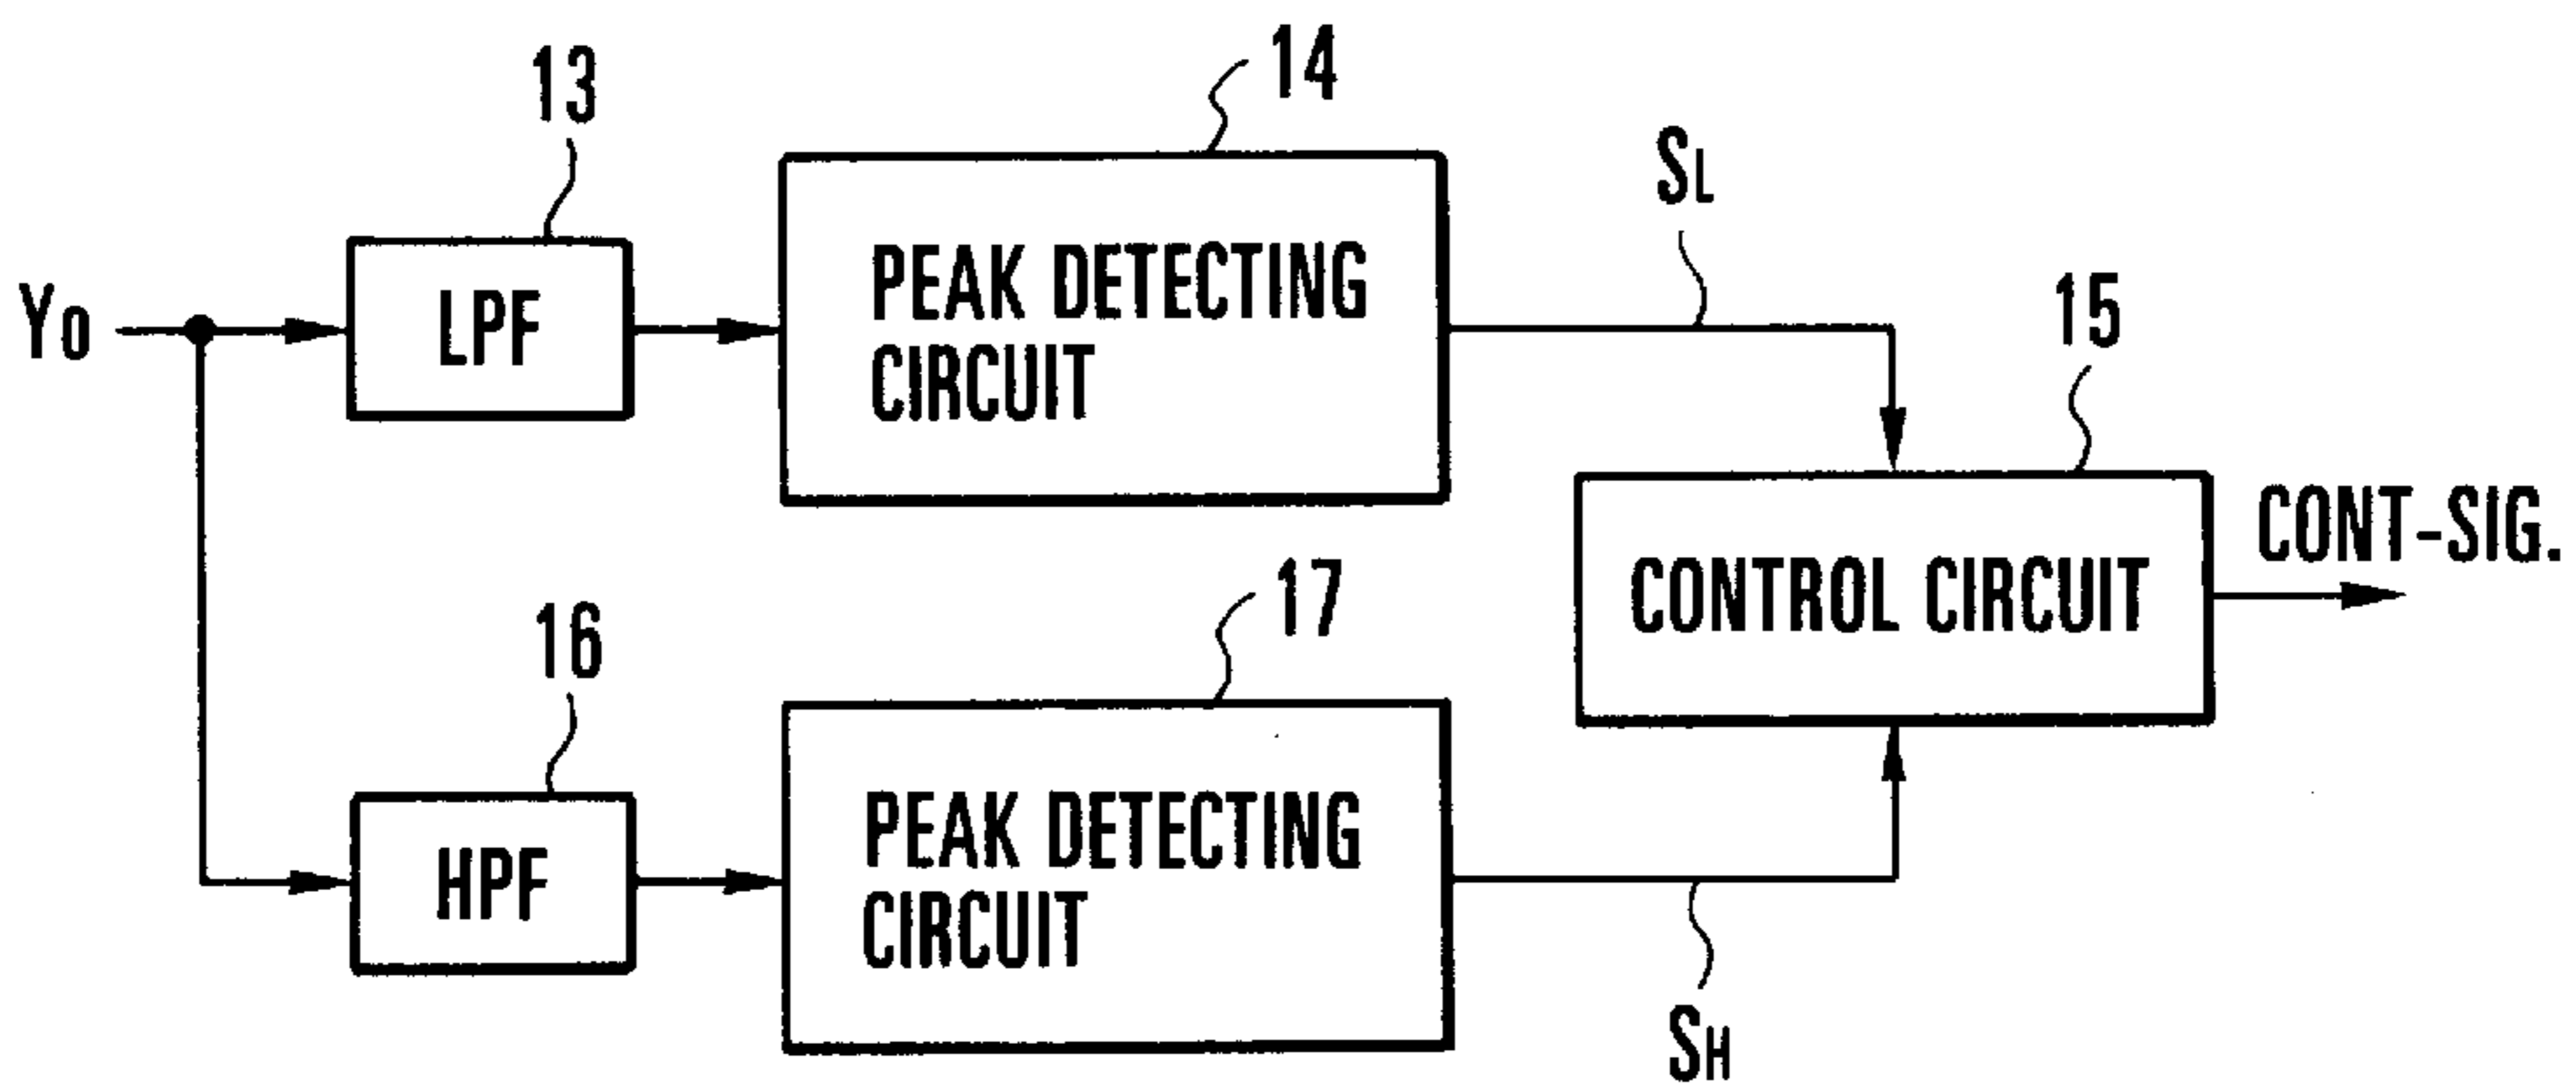 13
14
SL
Y0
LPF
PEAK DETECTING
CIRCUIT
15
CONT-SIG.
CONTROL CIRCUIT
16
17
HPF
PEAK DETECTING
CIRCUIT
SH